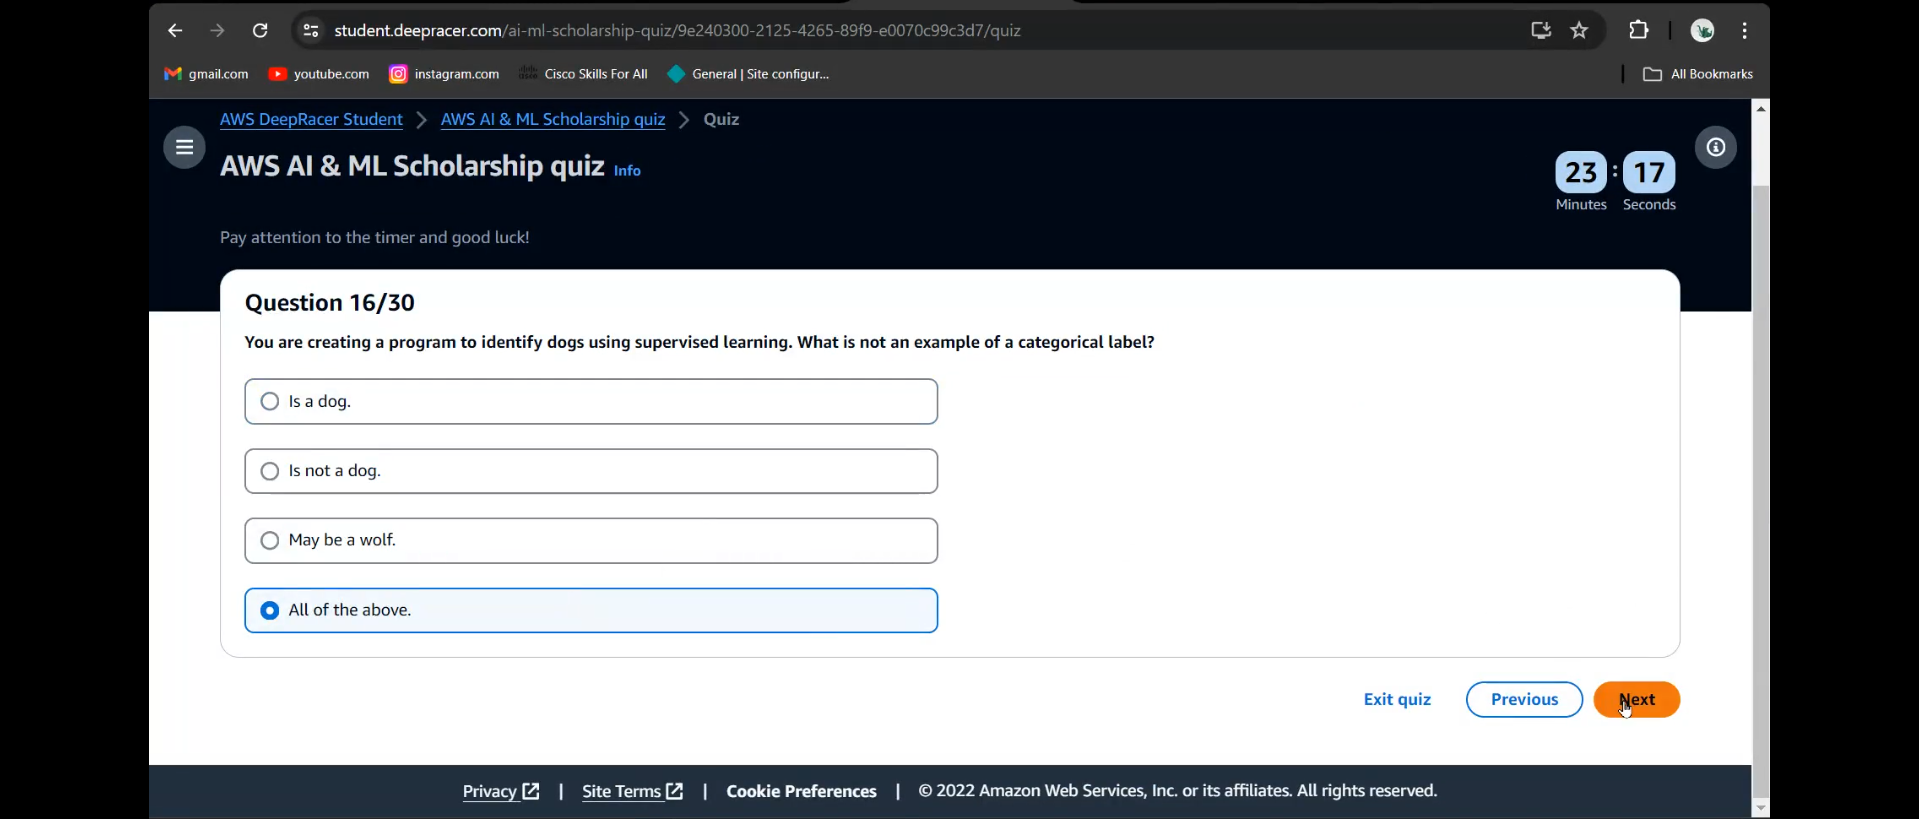 student.deepracer.com/ai-ml-scholarship-quiz/9e240300-2125-4265-89f9-e0070c99c3d7/quiz
gmail.com youtube.com instagram.com Cisco Skills For All General | Site configur... All Bookmarks
AWS DeepRacer Student > AWS AI & ML Scholarship quiz > Quiz
AWS AI & ML Scholarship quiz Info
23 : 17
Minutes Seconds
Pay attention to the timer and good luck!
Question 16/30
You are creating a program to identify dogs using supervised learning. What is not an example of a categorical label?
Is a dog.
Is not a dog.
May be a wolf.
All of the above.
Exit quiz Previous Next
Privacy | Site Terms | Cookie Preferences | © 2022 Amazon Web Services, Inc. or its affiliates. All rights reserved.